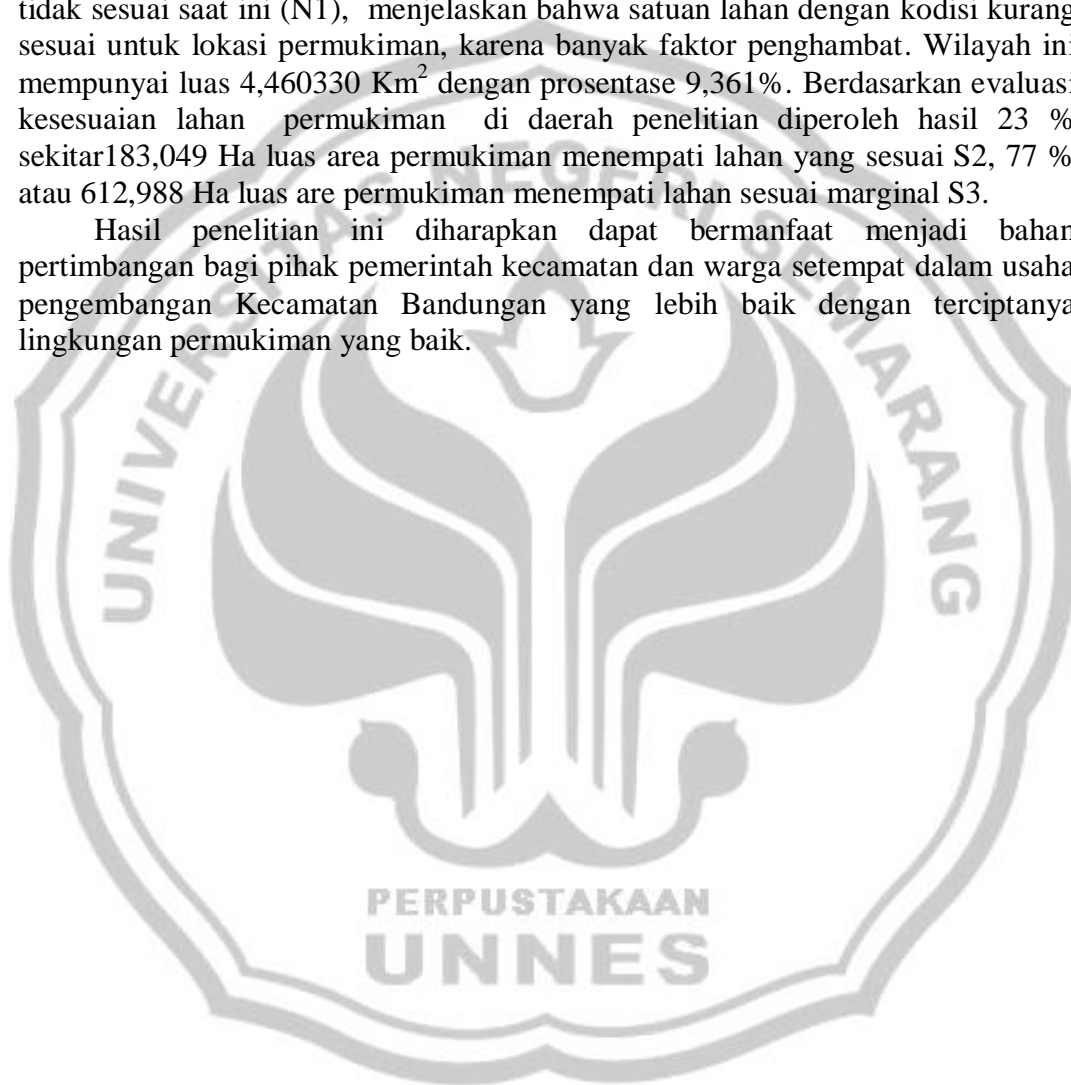 tidak sesuai saat ini (N1), menjelaskan bahwa satuan lahan dengan kodisi kurang
sesuai untuk lokasi permukiman, karena banyak faktor penghambat. Wilayah ini
mempunyai luas 4,460330 Km² dengan prosentase 9,361%. Berdasarkan evaluasi
kesesuaian lahan permukiman di daerah penelitian diperoleh hasil 23 %
sekitar183,049 Ha luas area permukiman menempati lahan yang sesuai S2, 77 %
atau 612,988 Ha luas are permukiman menempati lahan sesuai marginal S3.
Hasil penelitian ini diharapkan dapat bermanfaat menjadi bahan
pertimbangan bagi pihak pemerintah kecamatan dan warga setempat dalam usaha
pengembangan Kecamatan Bandungan yang lebih baik dengan terciptanya
lingkungan permukiman yang baik.
UNIVERSITAS NEGERI SEMARANG
PERPUSTAKAAN
UNNES